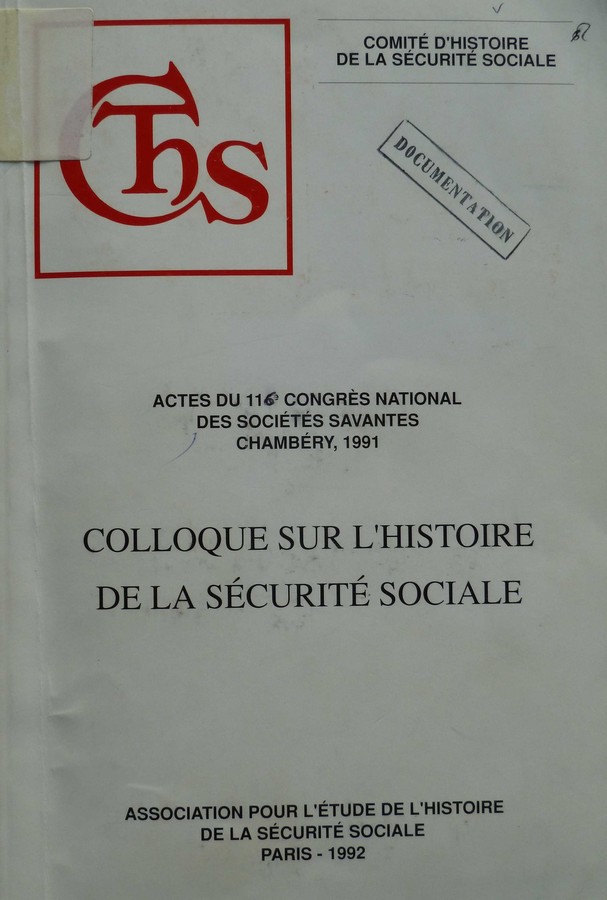 CThS
COMITÉ D'HISTOIRE
DE LA SÉCURITÉ SOCIALE
DOCUMENTATION
ACTES DU 116e CONGRÈS NATIONAL
DES SOCIÉTÉS SAVANTES
CHAMBÉRY, 1991
COLLOQUE SUR L'HISTOIRE
DE LA SÉCURITÉ SOCIALE
ASSOCIATION POUR L'ÉTUDE DE L'HISTOIRE
DE LA SÉCURITÉ SOCIALE
PARIS - 1992